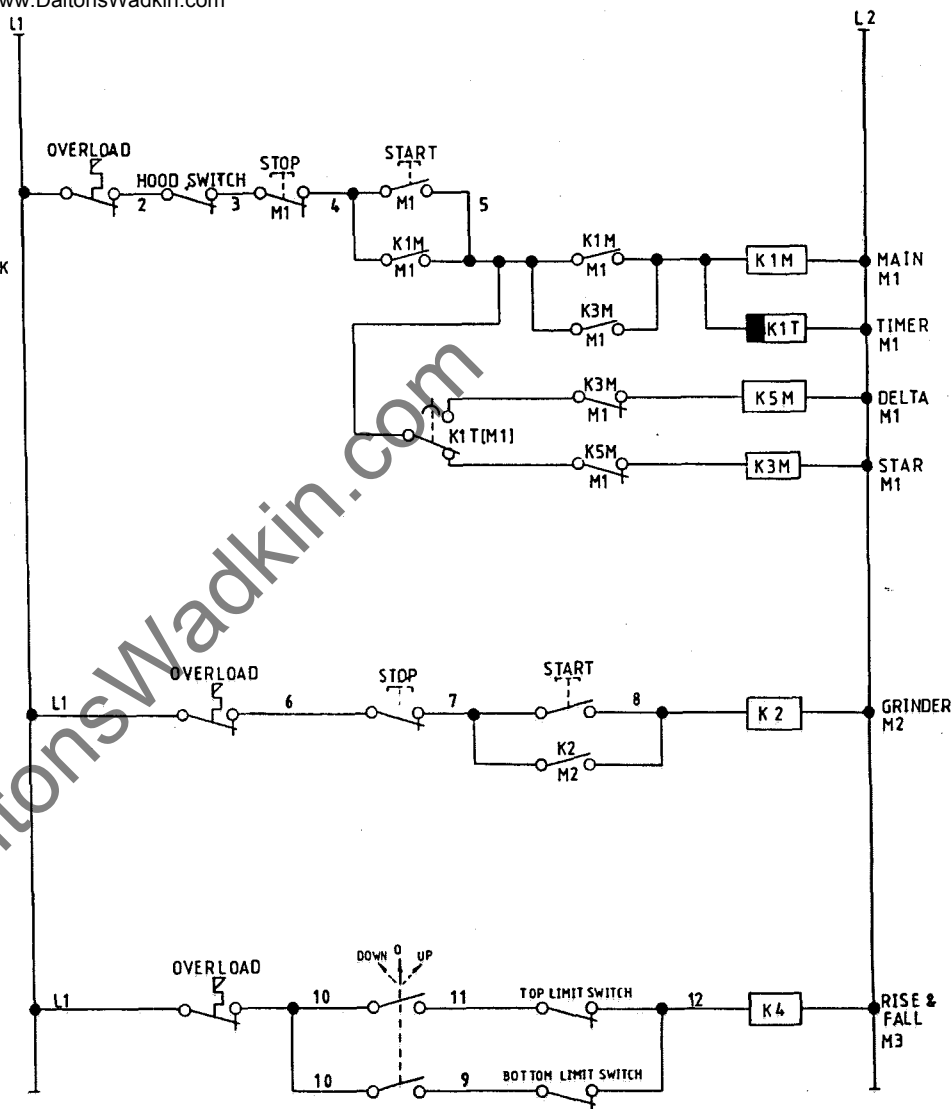 www.DaltonsWadkin.com
L1
L2
OVERLOAD
HOOD SWITCH
STOP
START
2
3
M1
4
M1
5
K1M
M1
K1M
M1
K1M
MAIN
M1
K
K3M
M1
K1T
TIMER
M1
K3M
M1
K5M
DELTA
M1
K1T[M1]
K5M
M1
K3M
STAR
M1
DaltonsWadkin.com
OVERLOAD
STOP
START
L1
6
7
8
K2
GRINDER
M2
K2
M2
OVERLOAD
DOWN 0 UP
L1
10
11
TOP LIMIT SWITCH
12
K4
RISE &
FALL
M3
10
9
BOTTOM LIMIT SWITCH